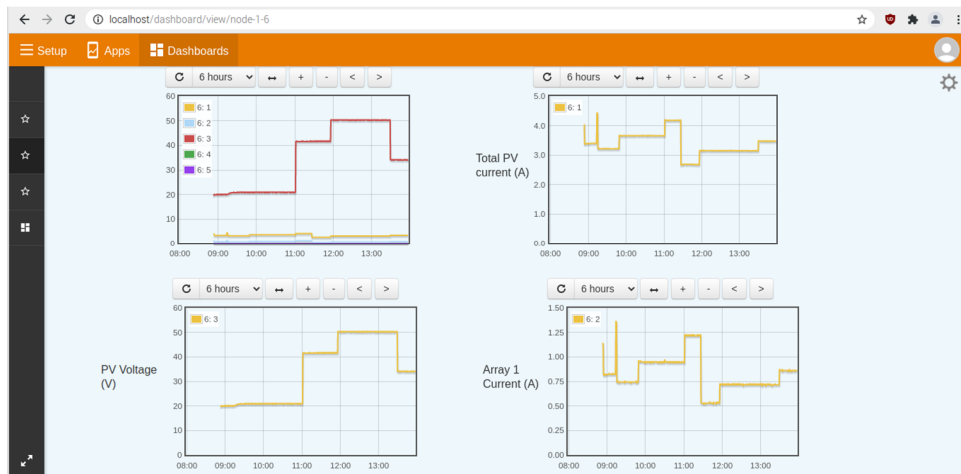 localhost/dashboard/view/node-1-6
Setup Apps Dashboards
6 hours + - < >
6 hours + - < >
60
50
40
30
20
10
0
6: 1
6: 2
6: 3
6: 4
6: 5
08:00 09:00 10:00 11:00 12:00 13:00
Total PV
current (A)
5.0
4.0
3.0
2.0
1.0
0.0
6: 1
08:00 09:00 10:00 11:00 12:00 13:00
6 hours + - < >
6 hours + - < >
PV Voltage
(V)
60
50
40
30
20
10
0
6: 3
08:00 09:00 10:00 11:00 12:00 13:00
Array 1
Current (A)
1.50
1.25
1.00
0.75
0.50
0.25
0.00
6: 2
08:00 09:00 10:00 11:00 12:00 13:00